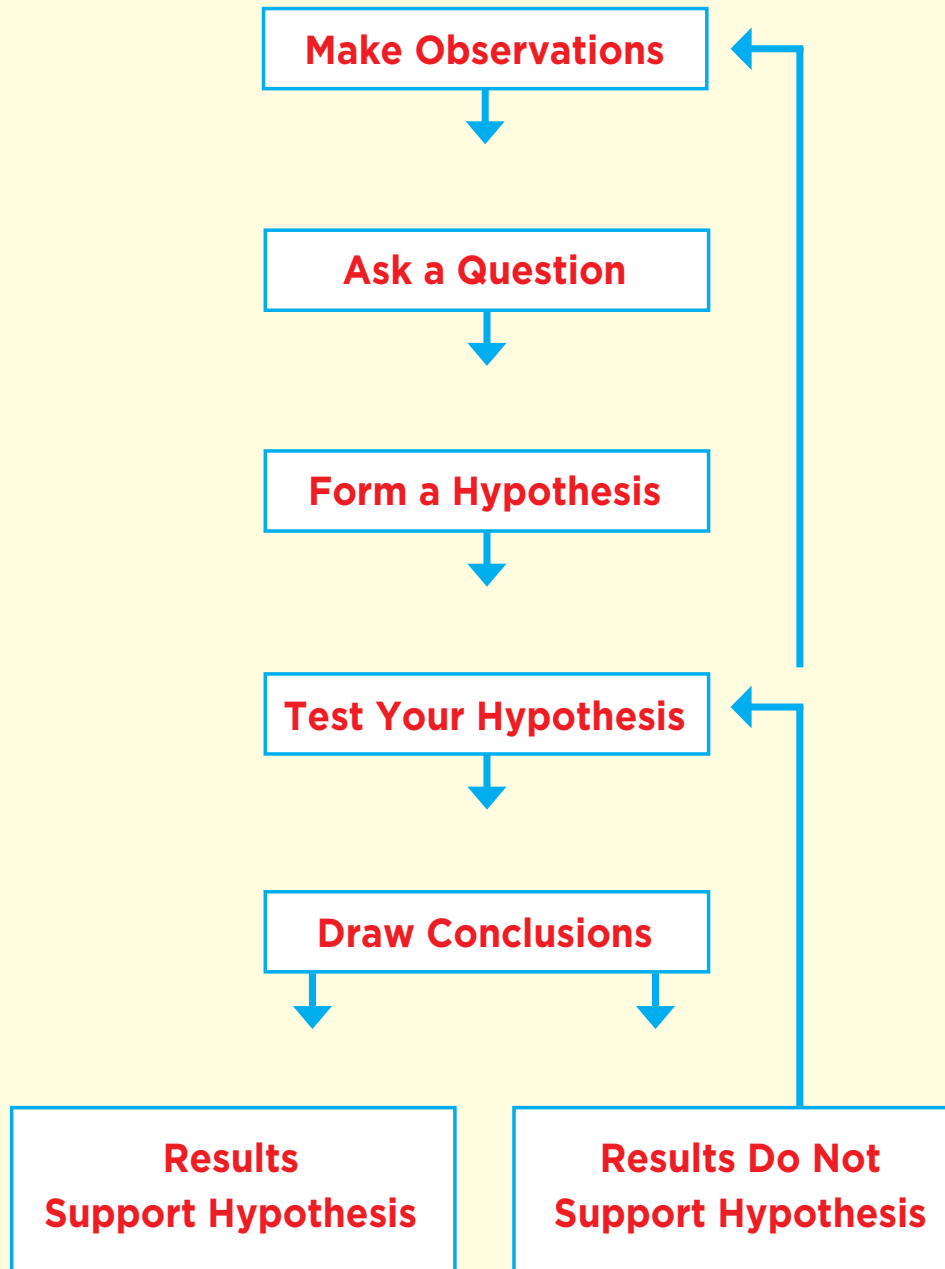 Make Observations
Ask a Question
Form a Hypothesis
Test Your Hypothesis
Draw Conclusions
Results
Support Hypothesis
Results Do Not
Support Hypothesis